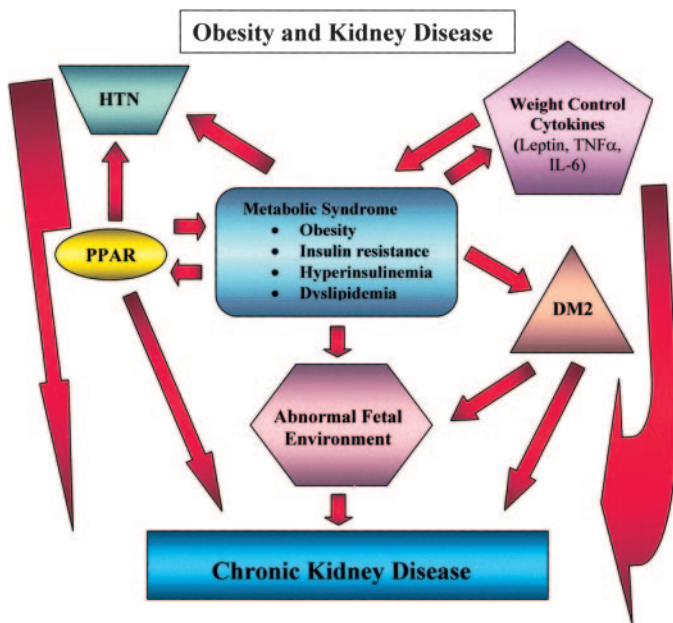 Obesity and Kidney Disease
HTN
Weight Control
Cytokines
(Leptin, TNFα,
IL-6)
Metabolic Syndrome
• Obesity
• Insulin resistance
• Hyperinsulinemia
• Dyslipidemia
PPAR
DM2
Abnormal Fetal
Environment
Chronic Kidney Disease